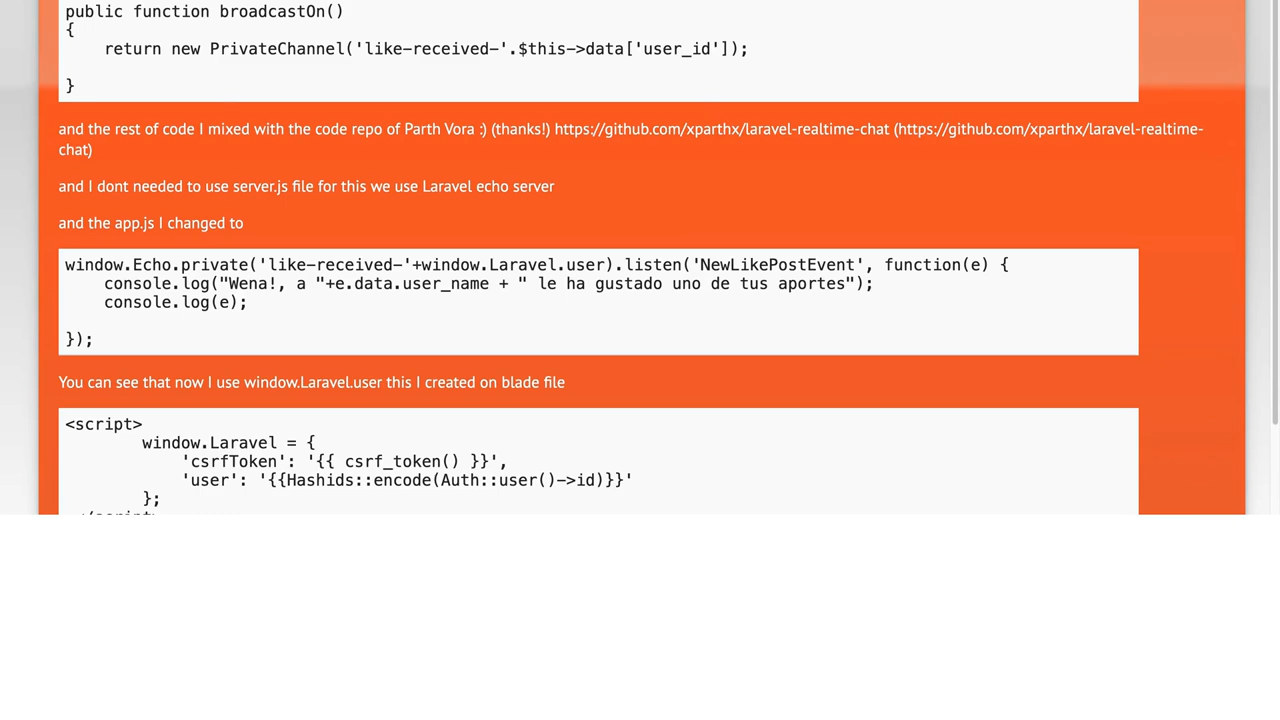 public function broadcastOn()
{
    return new PrivateChannel('like-received-'.$this->data['user_id']);
}
and the rest of code I mixed with the code repo of Parth Vora :) (thanks!) https://github.com/xparthx/laravel-realtime-chat (https://github.com/xparthx/laravel-realtime-
chat)
and I dont needed to use server.js file for this we use Laravel echo server
and the app.js I changed to
window.Echo.private('like-received-'+window.Laravel.user).listen('NewLikePostEvent', function(e) {
    console.log("Wena!, a "+e.data.user_name + " le ha gustado uno de tus aportes");
    console.log(e);
});
You can see that now I use window.Laravel.user this I created on blade file
<script>
        window.Laravel = {
            'csrfToken': '{{ csrf_token() }}',
            'user': '{{Hashids::encode(Auth::user()->id)}}'
        };